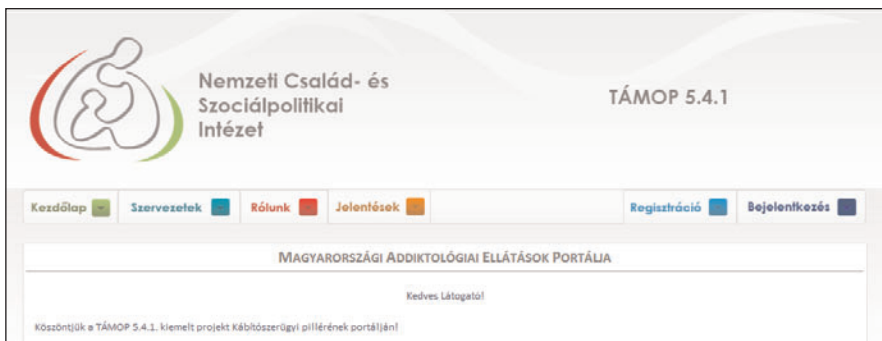 Nemzeti Család- és
Szociálpolitikai
Intézet
TÁMOP 5.4.1
Kezdőlap Szervezetek Rólunk Jelentések Regisztráció Bejelentkezés
MAGYARORSZÁGI ADDIKTOLÓGIAI ELLÁTÁSOK PORTÁLJA
Kedves Látogató!
Köszöntjük a TÁMOP 5.4.1. kiemelt projekt Kábítószerügyi pillérének portálján!